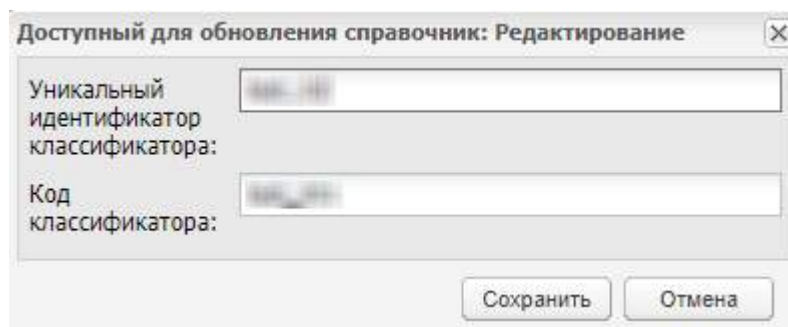 Доступный для обновления справочник: Редактирование
Уникальный
идентификатор
классификатора:
Код
классификатора:
Сохранить Отмена